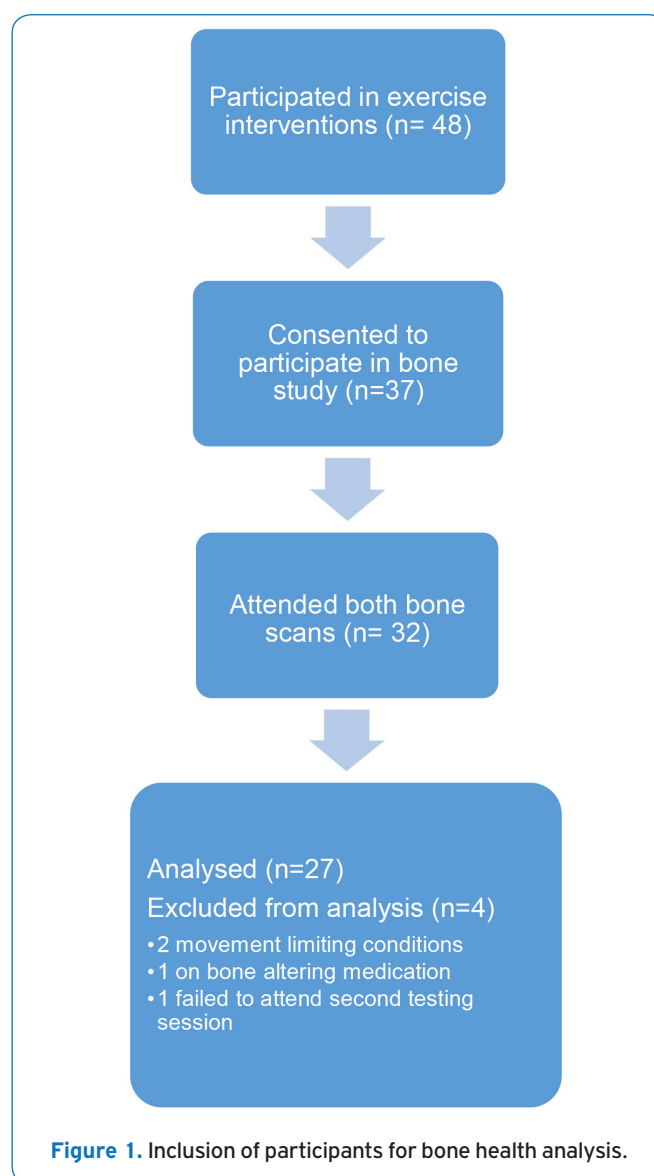 Participated in exercise
interventions (n= 48)
Consented to
participate in bone
study (n=37)
Attended both bone
scans (n= 32)
Analysed (n=27)
Excluded from analysis (n=4)
•2 movement limiting conditions
•1 on bone altering medication
•1 failed to attend second testing
session
Figure 1. Inclusion of participants for bone health analysis.